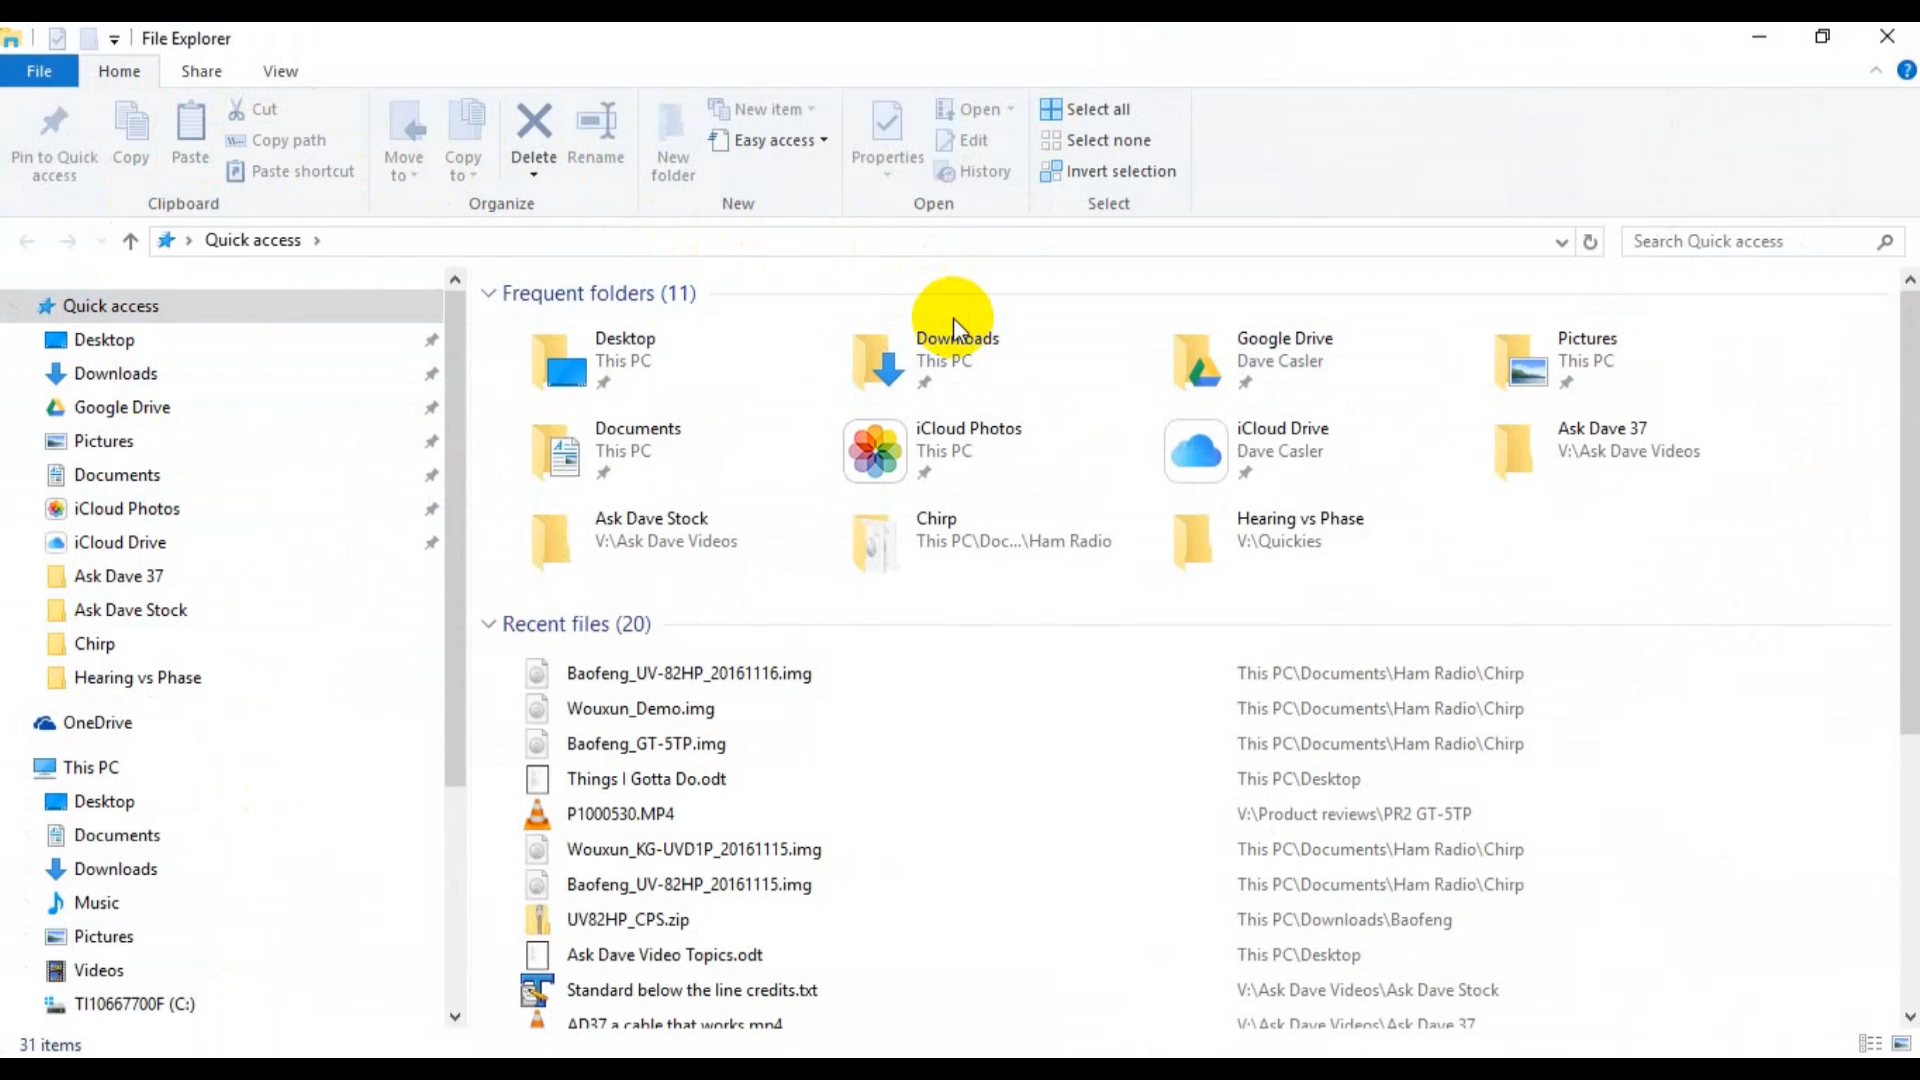 File Explorer
File Home Share View
Pin to Quick access
Copy
Paste
Cut
Copy path
Paste shortcut
Clipboard
Move to
Copy to
Delete
Rename
Organize
New folder
New item
Easy access
New
Properties
Open
Edit
History
Open
Select all
Select none
Invert selection
Select
Quick access
Search Quick access
Quick access
Desktop
Downloads
Google Drive
Pictures
Documents
iCloud Photos
iCloud Drive
Ask Dave 37
Ask Dave Stock
Chirp
Hearing vs Phase
OneDrive
This PC
Desktop
Documents
Downloads
Music
Pictures
Videos
TI10667700F (C:)
Frequent folders (11)
Desktop
This PC
Downloads
This PC
Google Drive
Dave Casler
Pictures
This PC
Documents
This PC
iCloud Photos
This PC
iCloud Drive
Dave Casler
Ask Dave 37
V:\Ask Dave Videos
Ask Dave Stock
V:\Ask Dave Videos
Chirp
This PC\Doc...\Ham Radio
Hearing vs Phase
V:\Quickies
Recent files (20)
Baofeng_UV-82HP_20161116.img This PC\Documents\Ham Radio\Chirp
Wouxun_Demo.img This PC\Documents\Ham Radio\Chirp
Baofeng_GT-5TP.img This PC\Documents\Ham Radio\Chirp
Things I Gotta Do.odt This PC\Desktop
P1000530.MP4 V:\Product reviews\PR2 GT-5TP
Wouxun_KG-UVD1P_20161115.img This PC\Documents\Ham Radio\Chirp
Baofeng_UV-82HP_20161115.img This PC\Documents\Ham Radio\Chirp
UV82HP_CPS.zip This PC\Downloads\Baofeng
Ask Dave Video Topics.odt This PC\Desktop
Standard below the line credits.txt V:\Ask Dave Videos\Ask Dave Stock
AD37 a cable that works.mp4 V:\Ask Dave Videos\Ask Dave 37
31 items